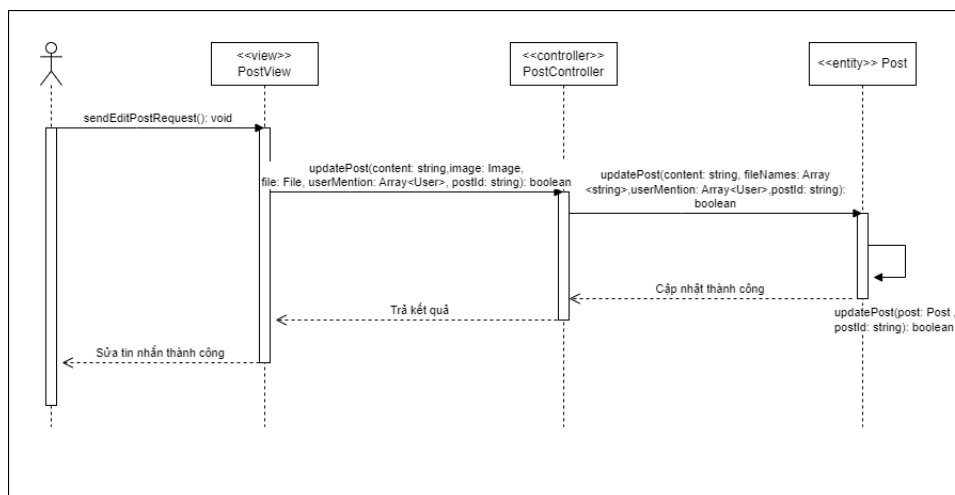 <<view>>
PostView
<<controller>>
PostController
<<entity>> Post
sendEditPostRequest(): void
updatePost(content: string,image: Image,
file: File, userMention: Array<User>, postId: string): boolean
updatePost(content: string, fileNames: Array
<string>,userMention: Array<User>,postId: string):
boolean
Cập nhật thành công
Trả kết quả
updatePost(post: Post ,
postId: string): boolean
Sửa tin nhắn thành công